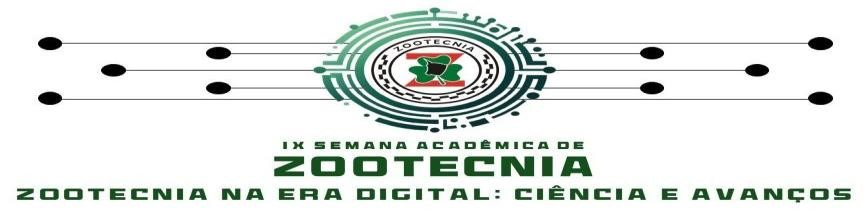 ZOOTECNIA
IX SEMANA ACADÊMICA DE
ZOOTECNIA
ZOOTECNIA NA ERA DIGITAL: CIÊNCIA E AVANÇOS